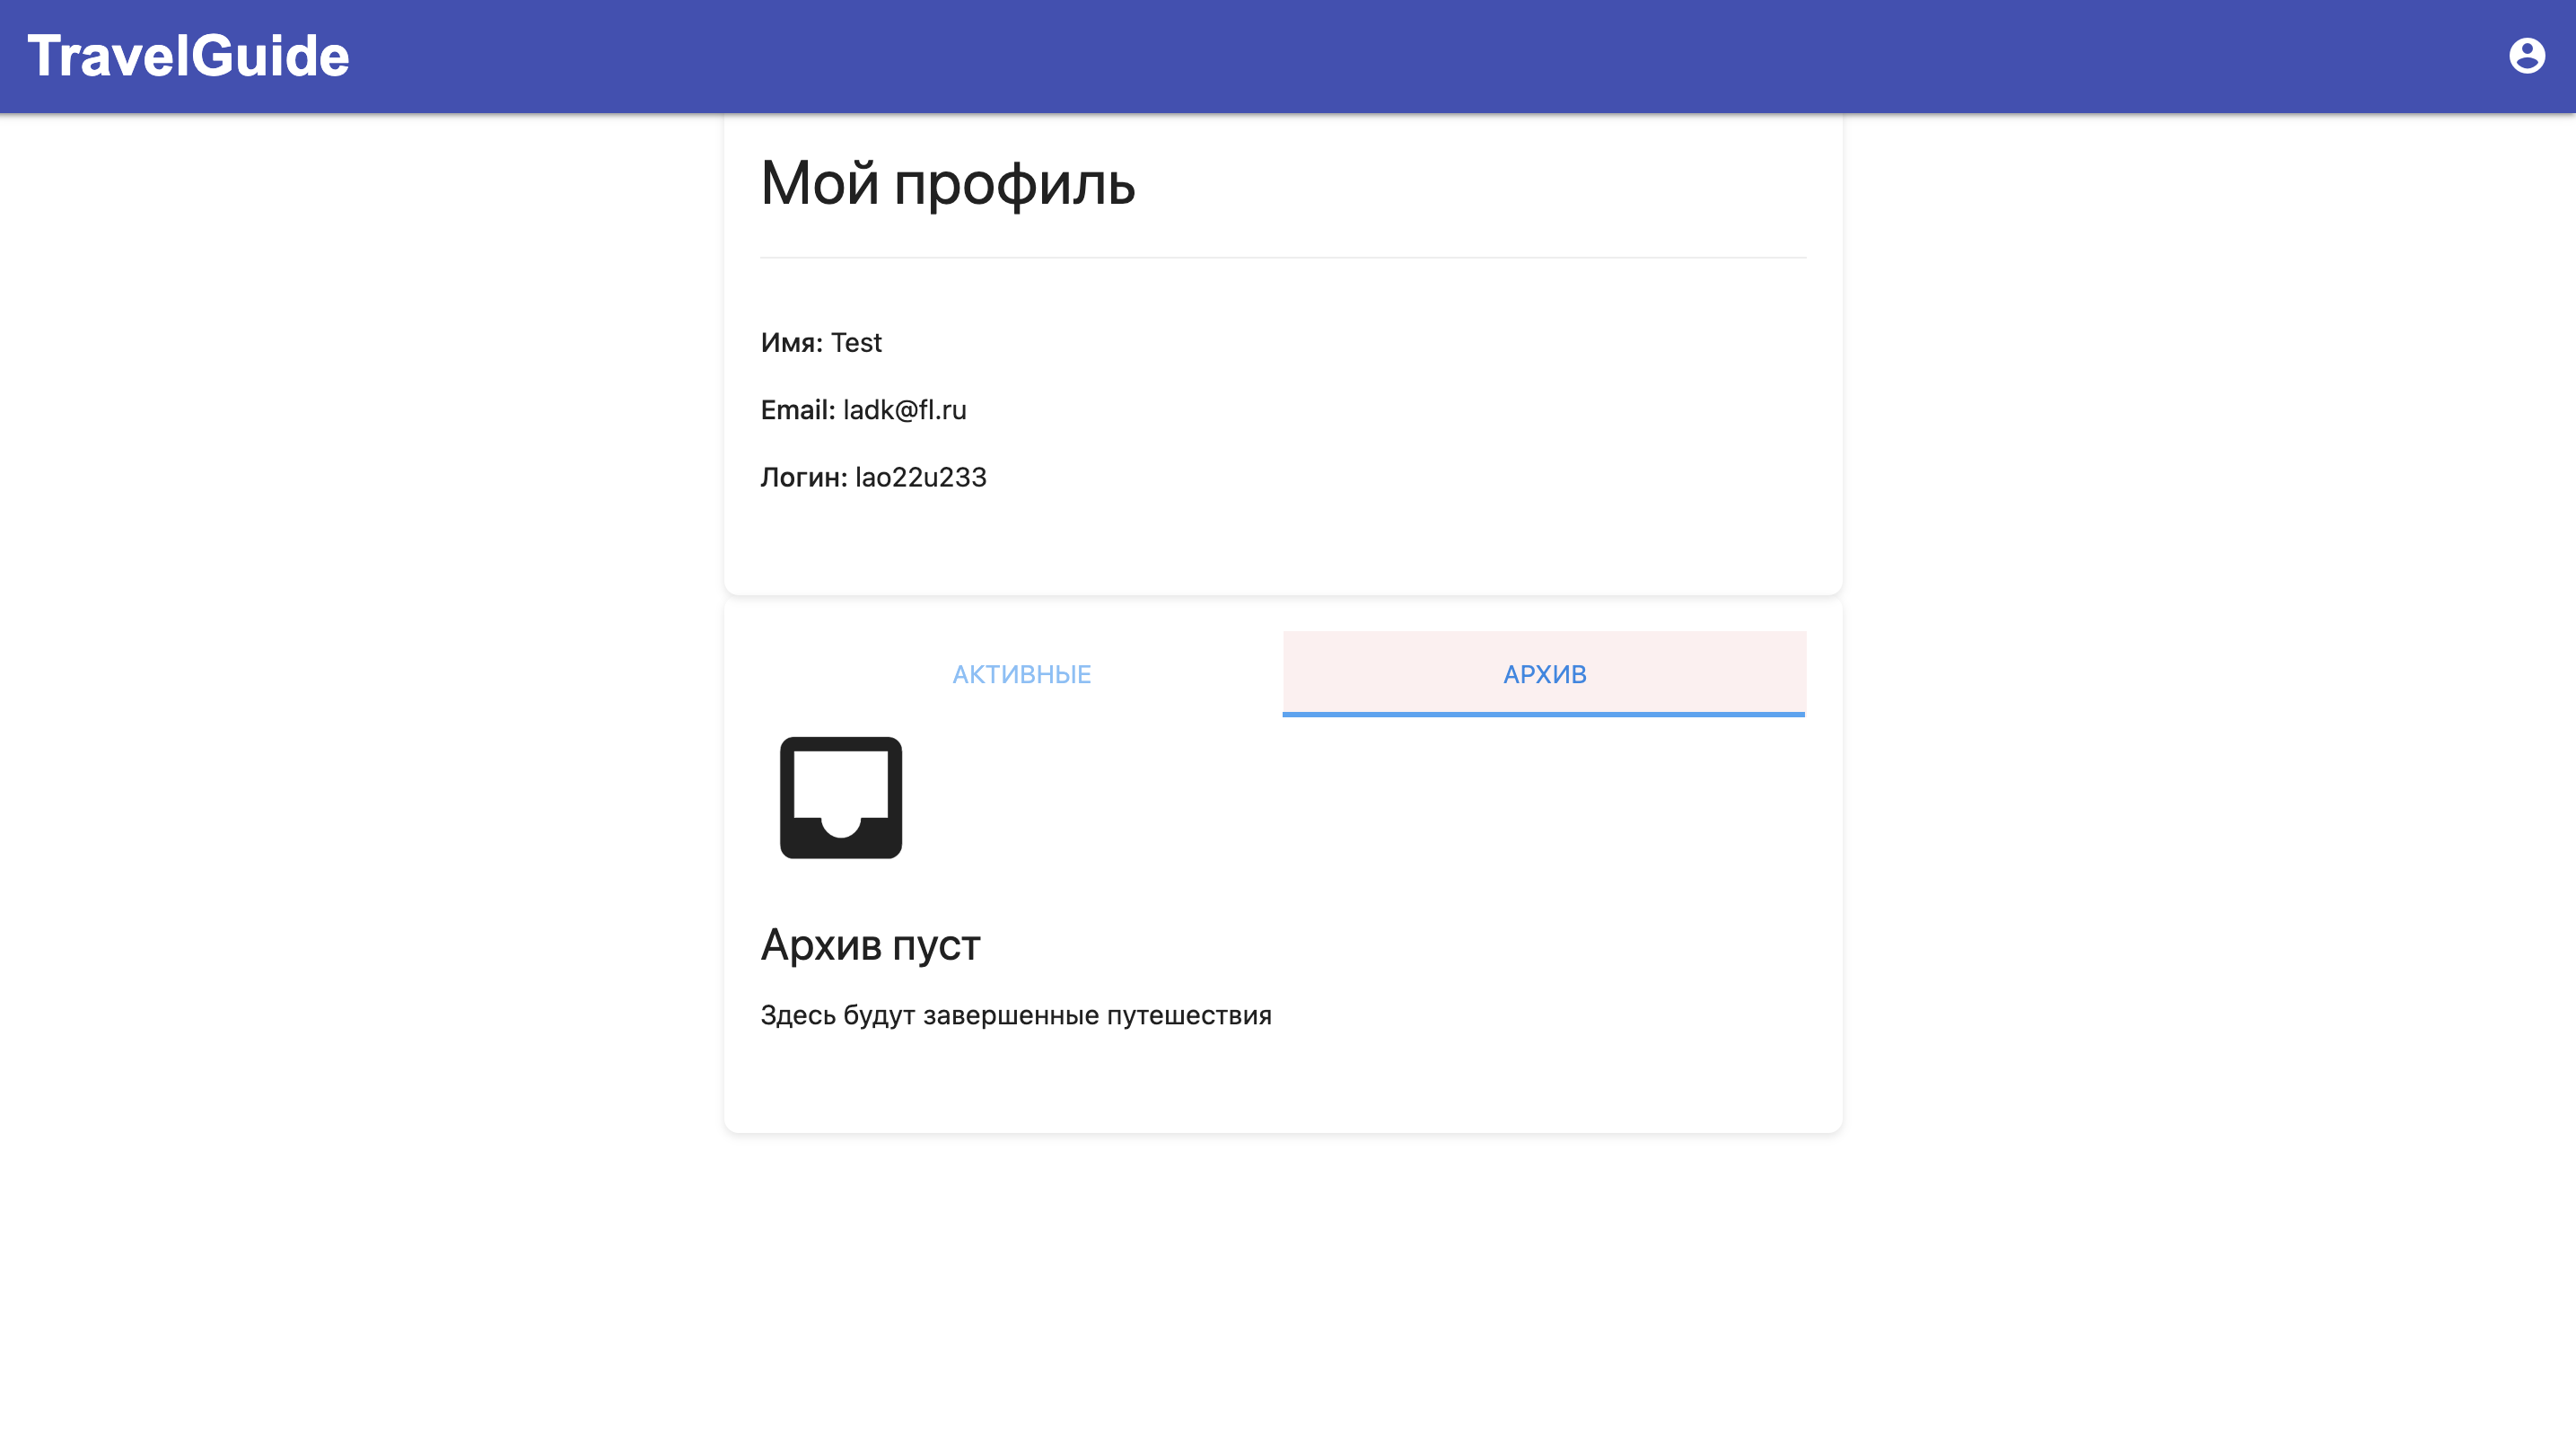 TravelGuide
Мой профиль
Имя: Test
Email: ladk@fl.ru
Логин: lao22u233
АКТИВНЫЕ
АРХИВ
Архив пуст
Здесь будут завершенные путешествия